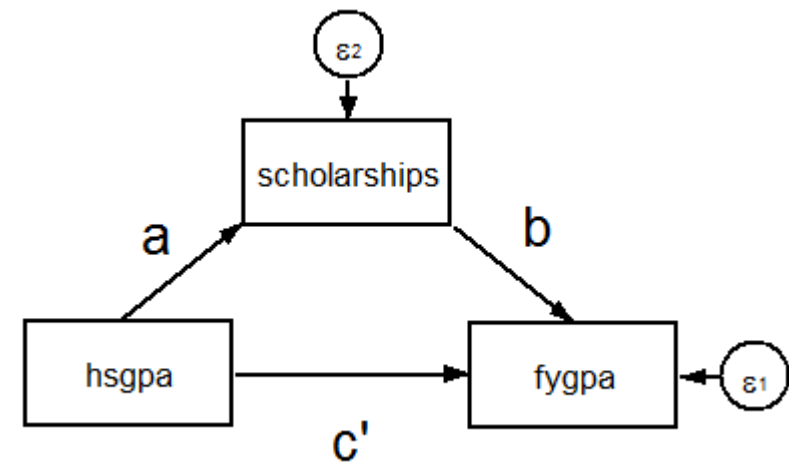 ε2
scholarships
a
b
hsgpa
fygpa
ε1
c'